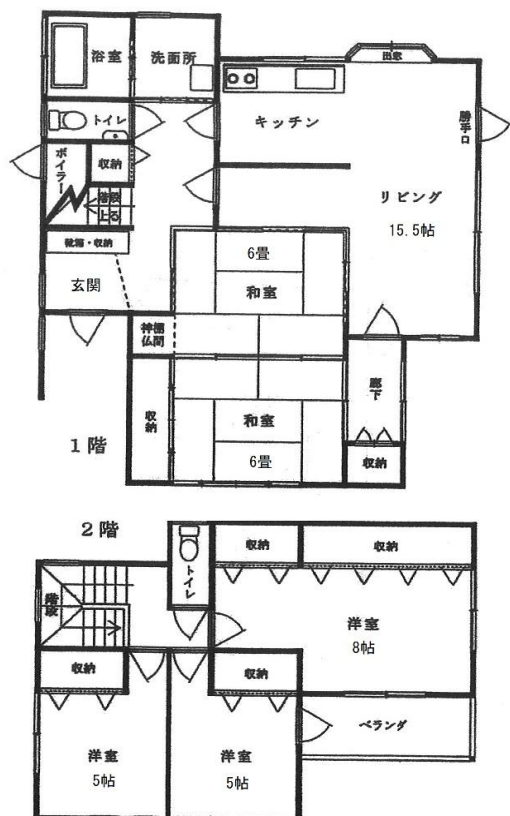 浴室
洗面所
出窓
トイレ
キッチン
勝手口
ボイラー
収納
リビング
15.5帖
階段
上る
靴箱・収納
6畳
和室
玄関
神棚
仏間
廊下
収納
和室
6畳
収納
1階
2階
収納
収納
トイレ
階段
洋室
8帖
収納
収納
ベランダ
洋室
5帖
洋室
5帖